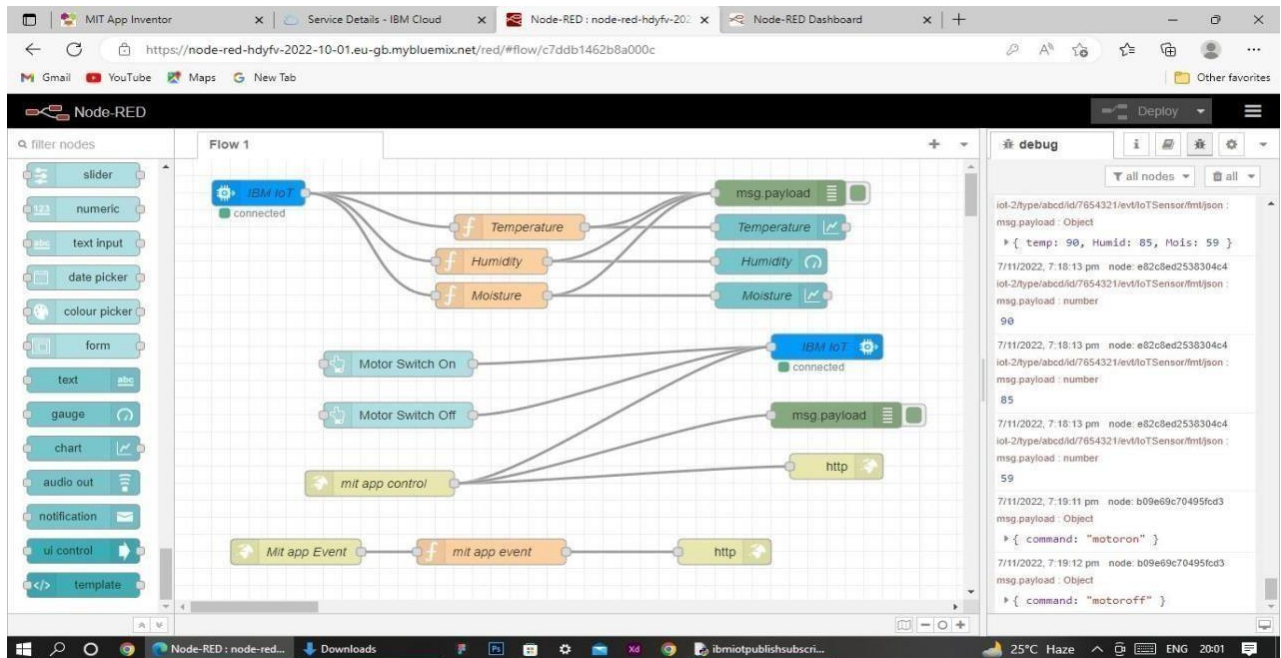 MIT App Inventor
Service Details - IBM Cloud
Node-RED : node-red-hdyfv-202
Node-RED Dashboard
https://node-red-hdyfv-2022-10-01.eu-gb.mybluemix.net/red/#flow/c7ddb1462b8a000c
Gmail YouTube Maps New Tab Other favorites
Node-RED Deploy
filter nodes
slider
numeric
text input
date picker
colour picker
form
text
gauge
chart
audio out
notification
ui control
template
Flow 1
IBM IoT
connected
Temperature
Humidity
Moisture
msg.payload
Temperature
Humidity
Moisture
Motor Switch On
Motor Switch Off
mit app control
IBM IoT
connected
msg.payload
http
Mit app Event
mit app event
http
debug
all nodes all
iot-2/type/abcd/id/7654321/evt/IoTSensor/fmt/json :
msg.payload : Object
{ temp: 90, Humid: 85, Mois: 59 }
7/11/2022, 7:18:13 pm node: e82c8ed2538304c4
iot-2/type/abcd/id/7654321/evt/IoTSensor/fmt/json :
msg.payload : number
90
7/11/2022, 7:18:13 pm node: e82c8ed2538304c4
iot-2/type/abcd/id/7654321/evt/IoTSensor/fmt/json :
msg.payload : number
85
7/11/2022, 7:18:13 pm node: e82c8ed2538304c4
iot-2/type/abcd/id/7654321/evt/IoTSensor/fmt/json :
msg.payload : number
59
7/11/2022, 7:19:11 pm node: b09e69c70495fcd3
msg.payload : Object
{ command: "motoron" }
7/11/2022, 7:19:12 pm node: b09e69c70495fcd3
msg.payload : Object
{ command: "motoroff" }
Node-RED : node-red... Downloads ibmiotpublishsubscri... 25°C Haze ENG 20:01